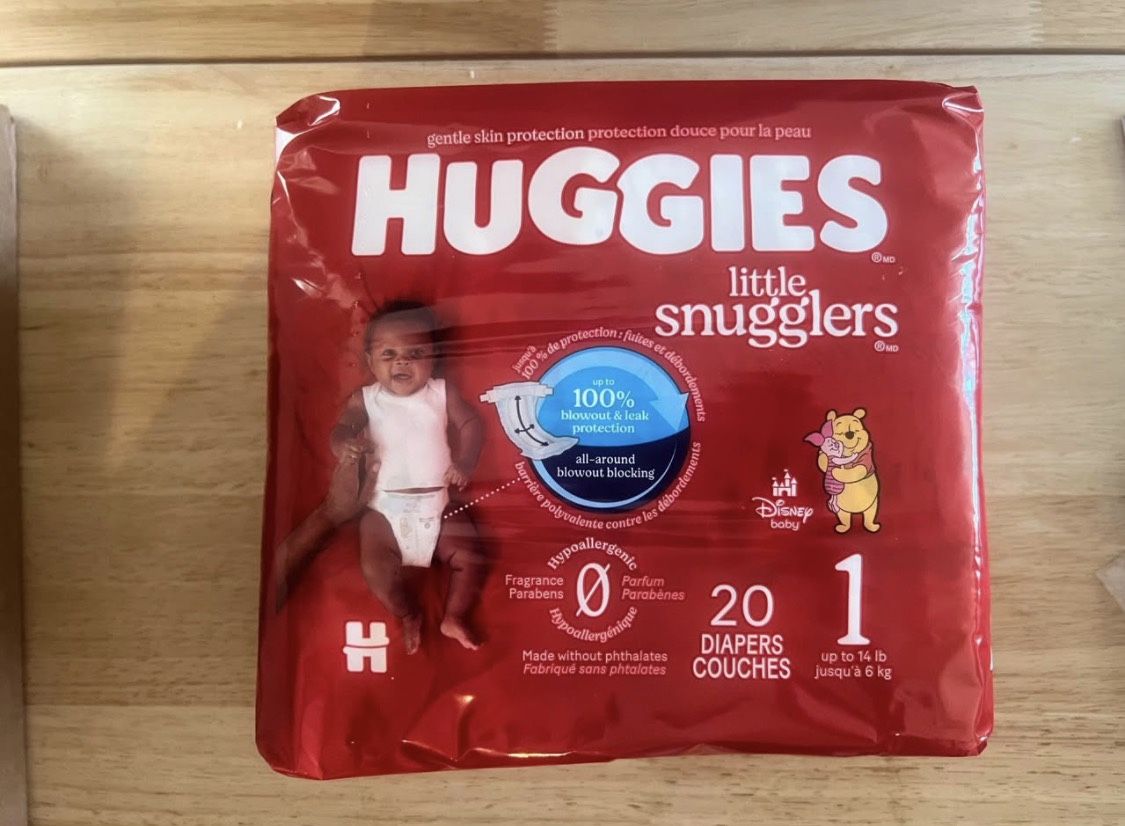 gentle skin protection protection douce pour la peau
HUGGIES
®MD
little
snugglers
®MD
jusqu'à
100 % de protection : fuites et débordements
up to
100%
blowout & leak
protection
all-around
blowout blocking
barrière polyvalente contre les débordements
Disney
baby
Hypoallergenic
Fragrance
Parabens
0
Parfum
Parabènes
Hypoallergénique
Made without phthalates
Fabriqué sans phtalates
20
DIAPERS
COUCHES
1
up to 14 lb
jusqu'à 6 kg
H